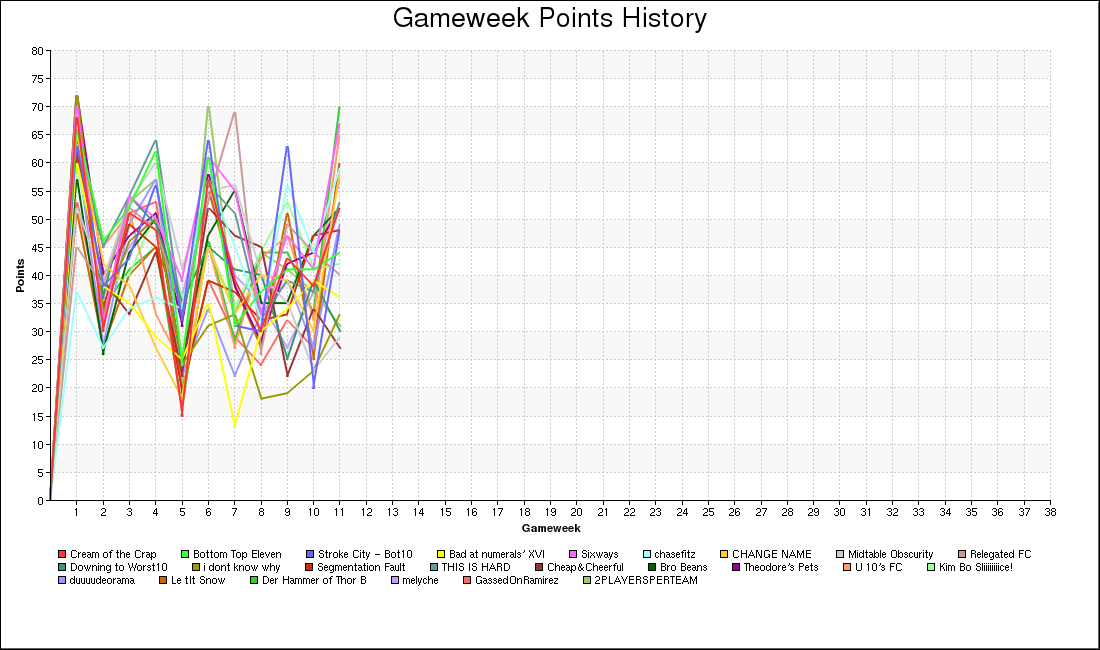 Gameweek Points History
80
75
70
65
60
55
50
45
40
35
30
25
20
15
10
5
0
Points
1 2 3 4 5 6 7 8 9 10 11 12 13 14 15 16 17 18 19 20 21 22 23 24 25 26 27 28 29 30 31 32 33 34 35 36 37 38
Gameweek
Cream of the Crap Bottom Top Eleven Stroke City - Bot10 Bad at numerals' XVI Sixways chasefitz CHANGE NAME Midtable Obscurity Relegated FC
Downing to Worst10 i dont know why Segmentation Fault THIS IS HARD Cheap&Cheerful Bro Beans Theodore's Pets U 10's FC Kim Bo Sliiiiiiiice!
duuuudeorama Le tIt Snow Der Hammer of Thor B melyche GassedOnRamirez 2PLAYERSPERTEAM